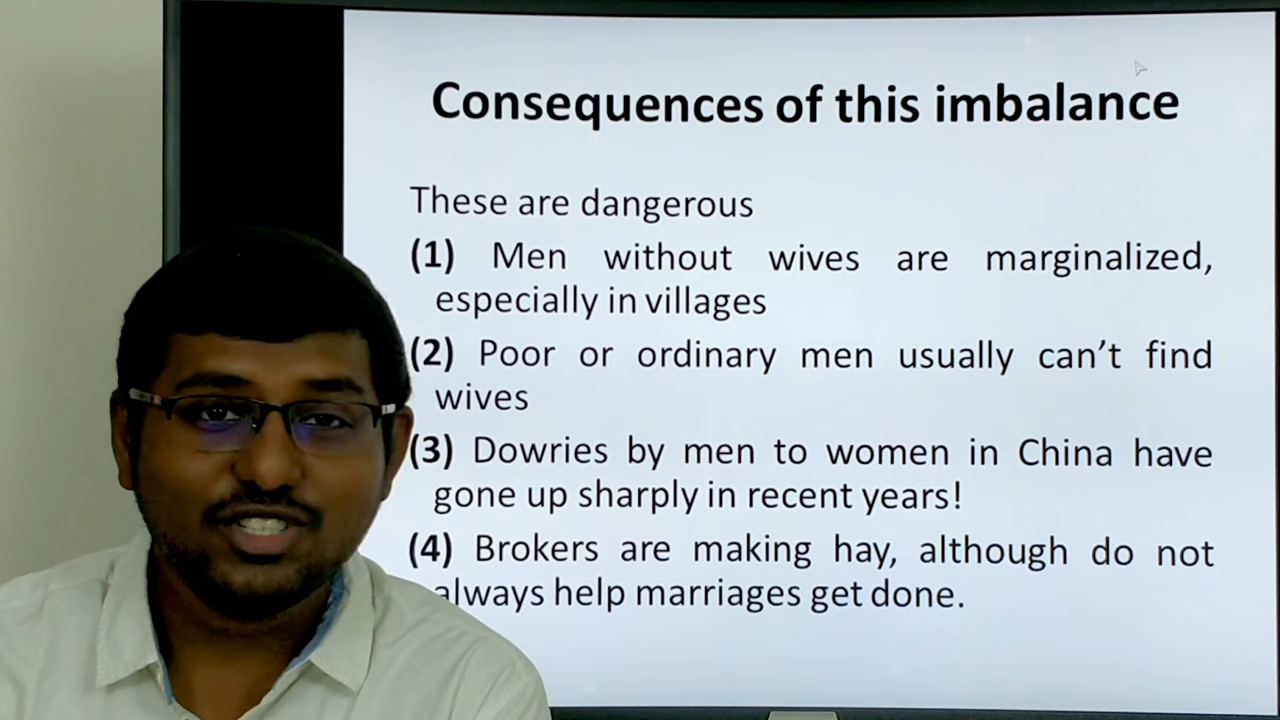 Consequences of this imbalance
These are dangerous
(1) Men without wives are marginalized,
especially in villages
(2) Poor or ordinary men usually can't find
wives
(3) Dowries by men to women in China have
gone up sharply in recent years!
(4) Brokers are making hay, although do not
always help marriages get done.